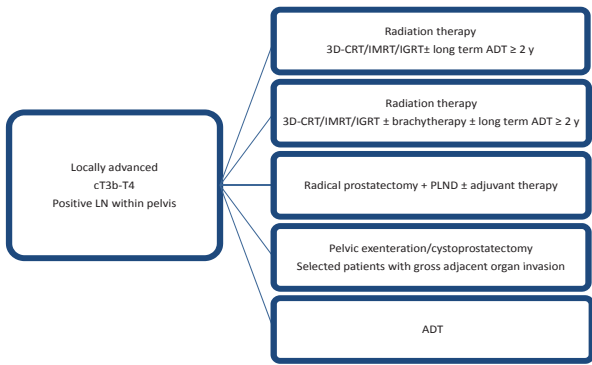 Locally advanced
cT3b-T4
Positive LN within pelvis
Radiation therapy
3D-CRT/IMRT/IGRT± long term ADT ≥ 2 y
Radiation therapy
3D-CRT/IMRT/IGRT ± brachytherapy ± long term ADT ≥ 2 y
Radical prostatectomy + PLND ± adjuvant therapy
Pelvic exenteration/cystoprostatectomy
Selected patients with gross adjacent organ invasion
ADT